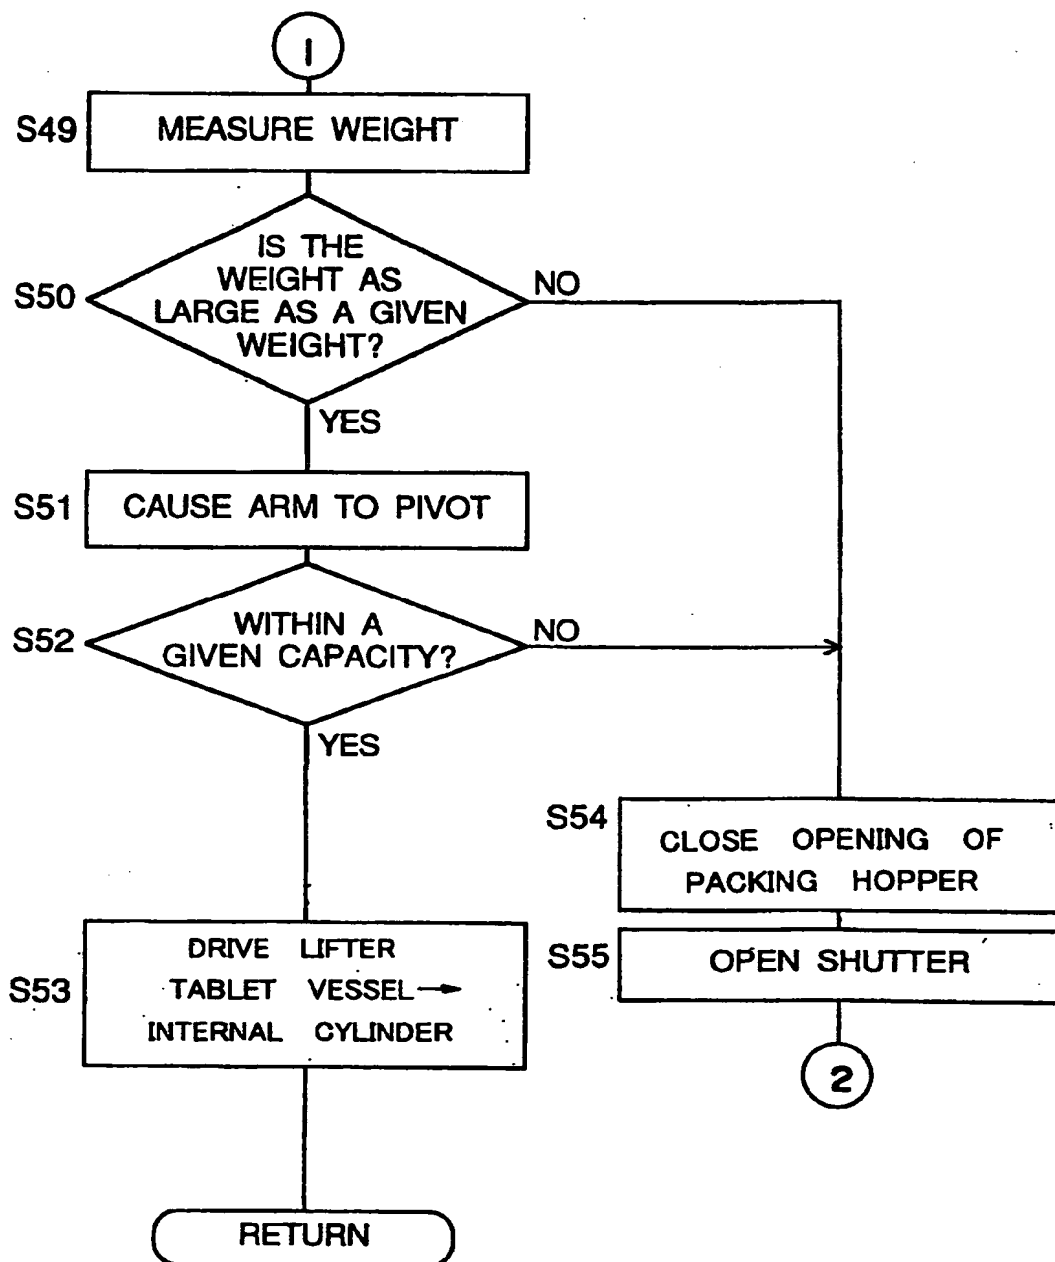 1
S49
MEASURE WEIGHT
S50
IS THE
WEIGHT AS
LARGE AS A GIVEN
WEIGHT?
NO
YES
S51
CAUSE ARM TO PIVOT
S52
WITHIN A
GIVEN CAPACITY?
NO
YES
S54
CLOSE OPENING OF
PACKING HOPPER
S53
DRIVE LIFTER
TABLET VESSEL →
INTERNAL CYLINDER
S55
OPEN SHUTTER
2
RETURN